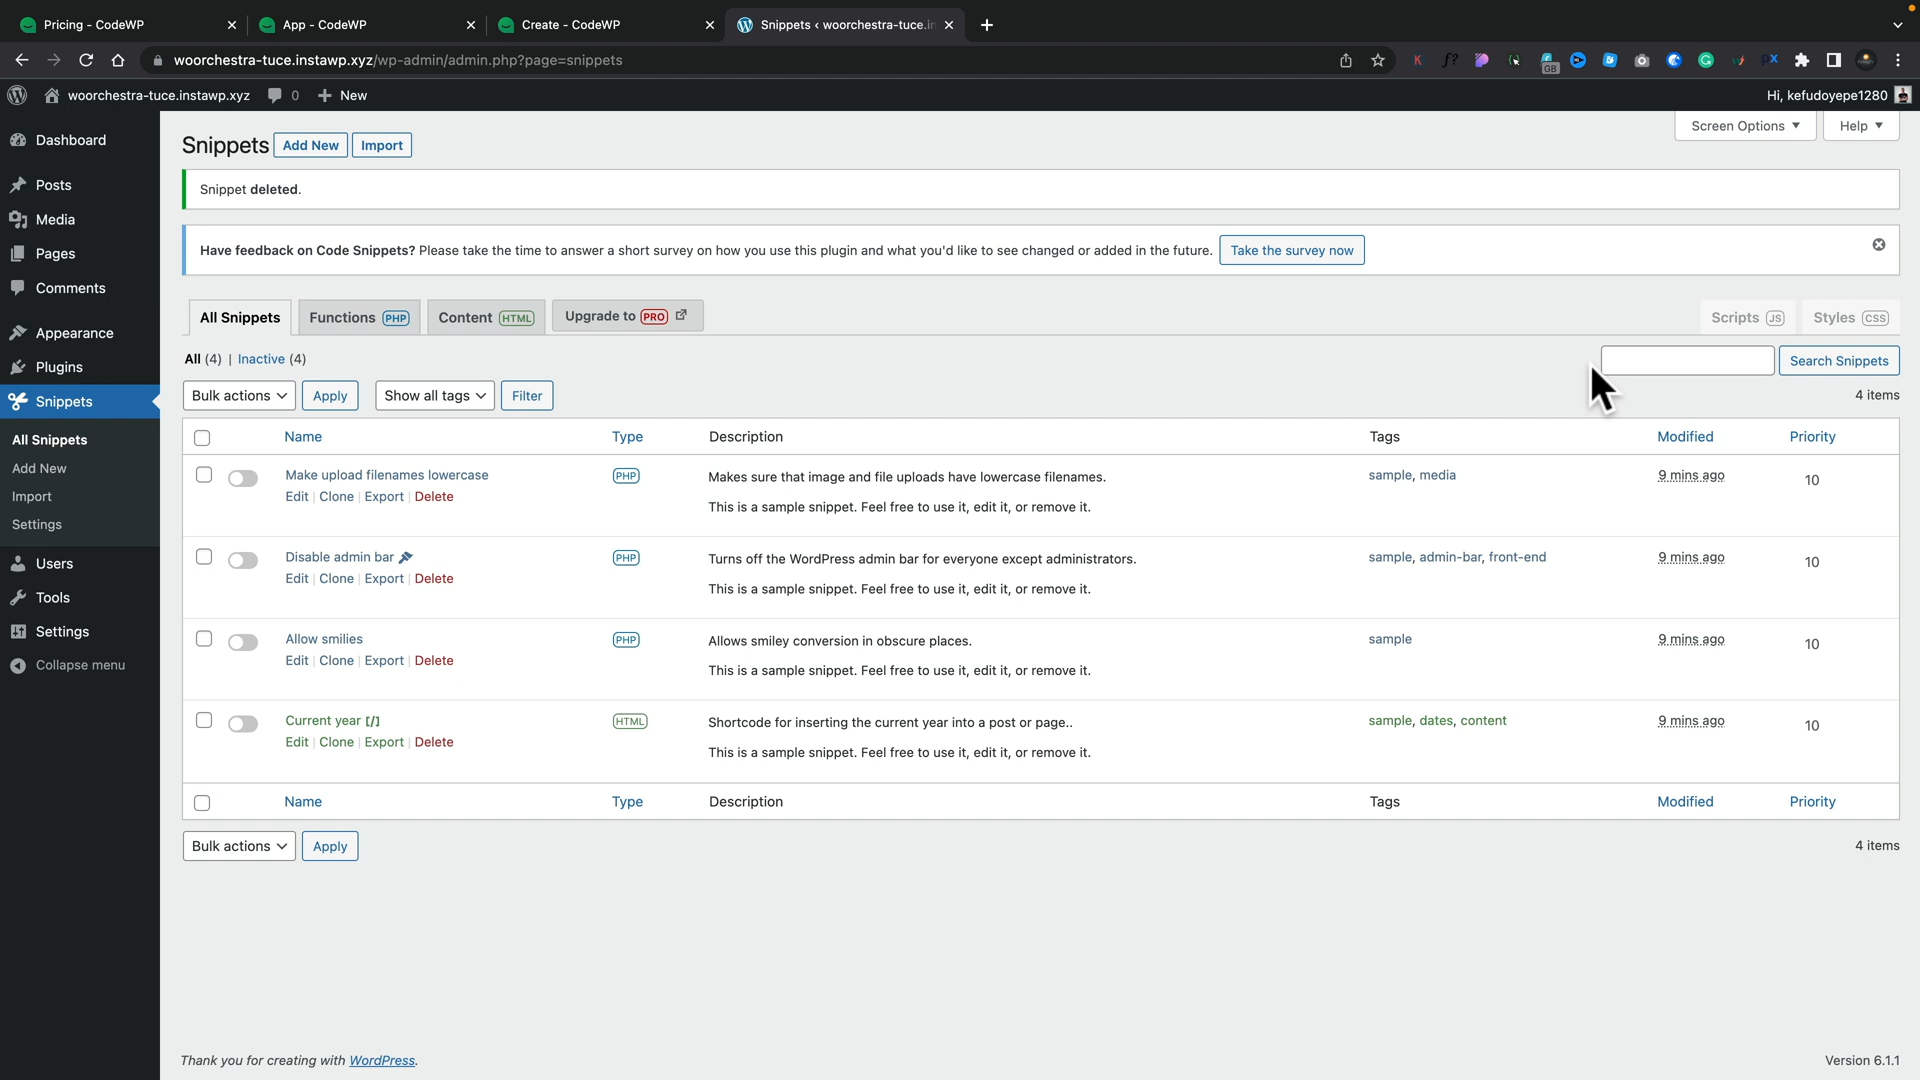 Pricing - CodeWP
App - CodeWP
Create - CodeWP
Snippets ‹ woorchestra-tuce.in
woorchestra-tuce.instawp.xyz/wp-admin/admin.php?page=snippets
woorchestra-tuce.instawp.xyz 0 New
Hi, kefudoyepe1280
Screen Options
Help
Dashboard
Posts
Media
Pages
Comments
Appearance
Plugins
Snippets
All Snippets
Add New
Import
Settings
Users
Tools
Settings
Collapse menu
Snippets Add New Import
Snippet deleted.
Have feedback on Code Snippets? Please take the time to answer a short survey on how you use this plugin and what you'd like to see changed or added in the future. Take the survey now
All Snippets Functions PHP Content HTML Upgrade to PRO Scripts JS Styles CSS
All (4) | Inactive (4)
Search Snippets
Bulk actions Apply Show all tags Filter 4 items
Name Type Description Tags Modified Priority
Make upload filenames lowercase PHP Makes sure that image and file uploads have lowercase filenames. sample, media 9 mins ago 10
Edit | Clone | Export | Delete
This is a sample snippet. Feel free to use it, edit it, or remove it.
Disable admin bar PHP Turns off the WordPress admin bar for everyone except administrators. sample, admin-bar, front-end 9 mins ago 10
Edit | Clone | Export | Delete
This is a sample snippet. Feel free to use it, edit it, or remove it.
Allow smilies PHP Allows smiley conversion in obscure places. sample 9 mins ago 10
Edit | Clone | Export | Delete
This is a sample snippet. Feel free to use it, edit it, or remove it.
Current year [/] HTML Shortcode for inserting the current year into a post or page.. sample, dates, content 9 mins ago 10
Edit | Clone | Export | Delete
This is a sample snippet. Feel free to use it, edit it, or remove it.
Name Type Description Tags Modified Priority
Bulk actions Apply 4 items
Thank you for creating with WordPress.
Version 6.1.1